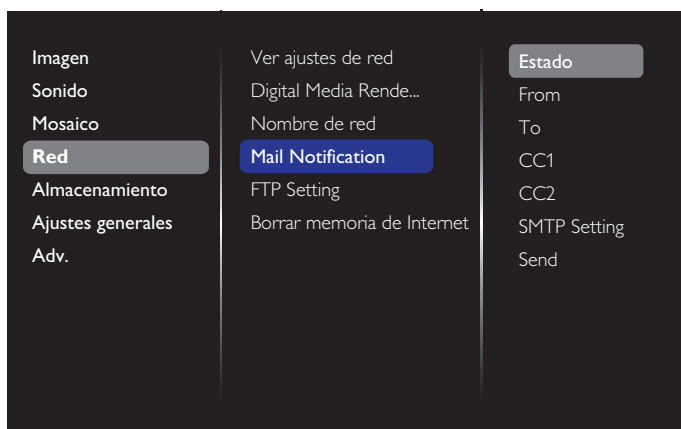 Imagen
Sonido
Mosaico
Red
Almacenamiento
Ajustes generales
Adv.
Ver ajustes de red
Digital Media Rende...
Nombre de red
Mail Notification
FTP Setting
Borrar memoria de Internet
Estado
From
To
CC1
CC2
SMTP Setting
Send